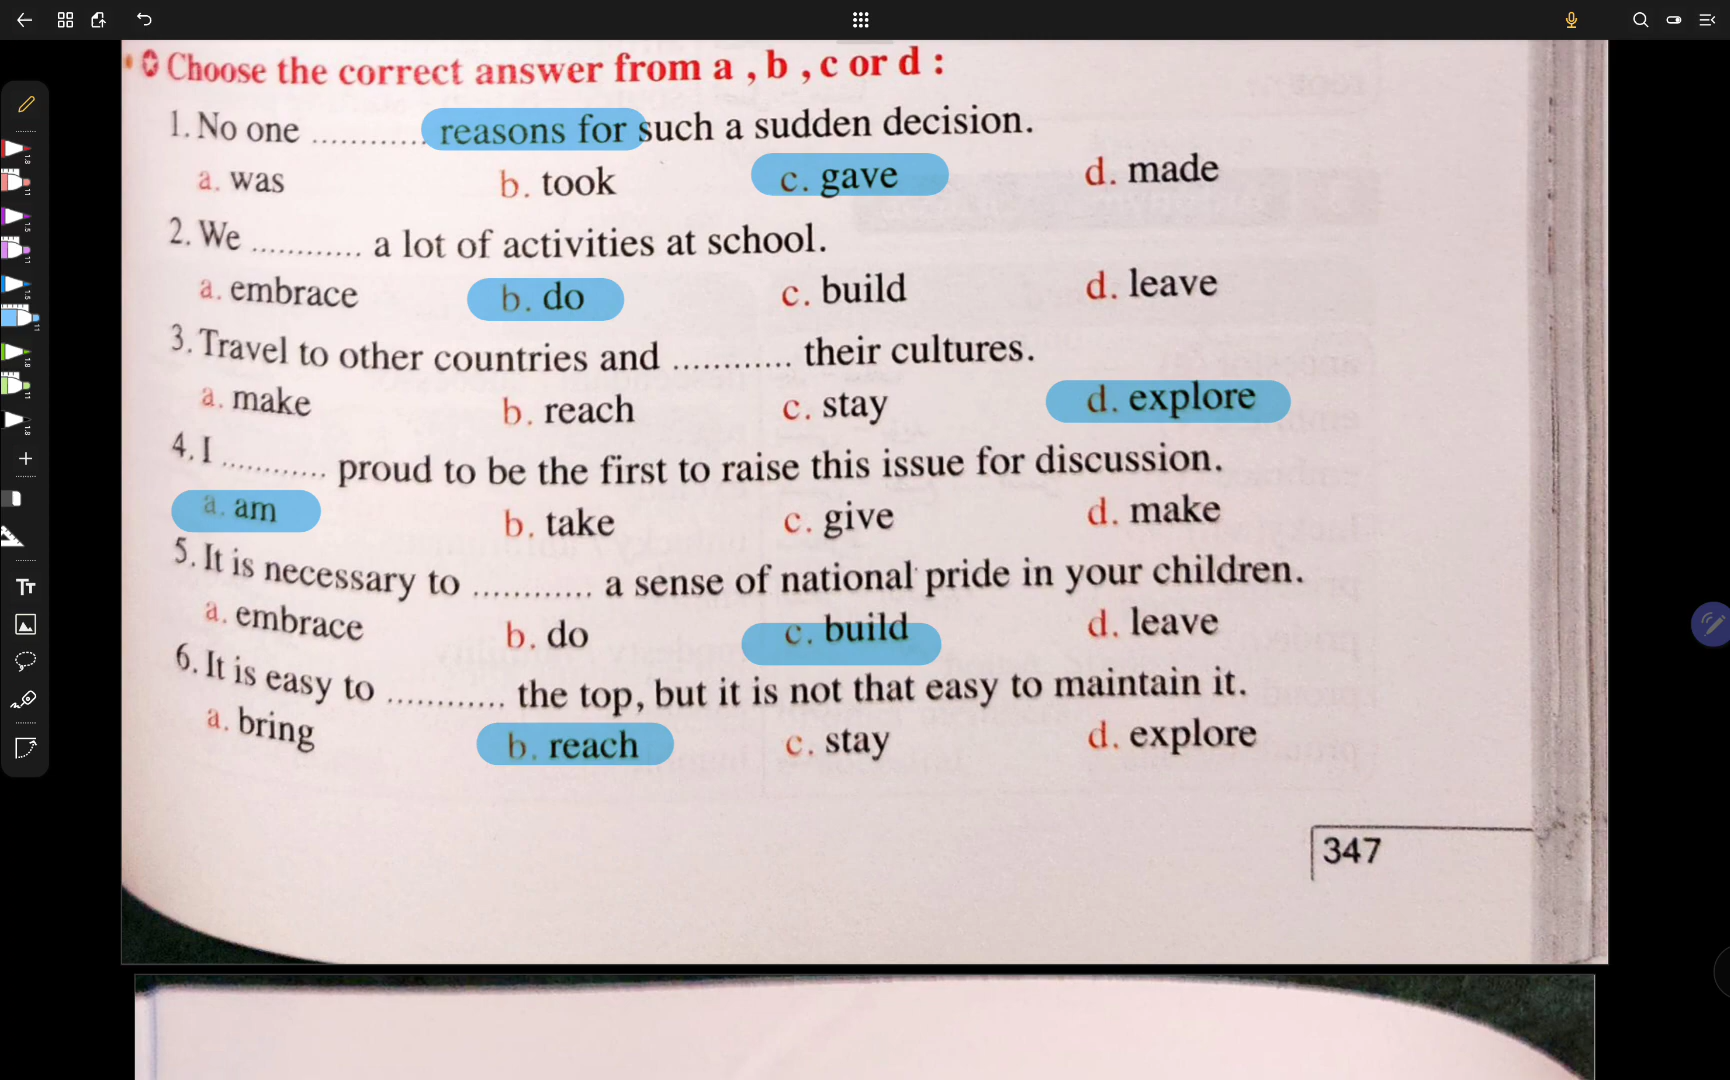 Choose the correct answer from a , b , c or d :
1. No one ............ reasons for such a sudden decision.
a. was b. took c. gave d. made
2. We ............ a lot of activities at school.
a. embrace b. do c. build d. leave
3. Travel to other countries and ............ their cultures.
a. make b. reach c. stay d. explore
4. I ............ proud to be the first to raise this issue for discussion.
a. am b. take c. give d. make
5. It is necessary to ............ a sense of national pride in your children.
a. embrace b. do c. build d. leave
6. It is easy to ............ the top, but it is not that easy to maintain it.
a. bring b. reach c. stay d. explore
347